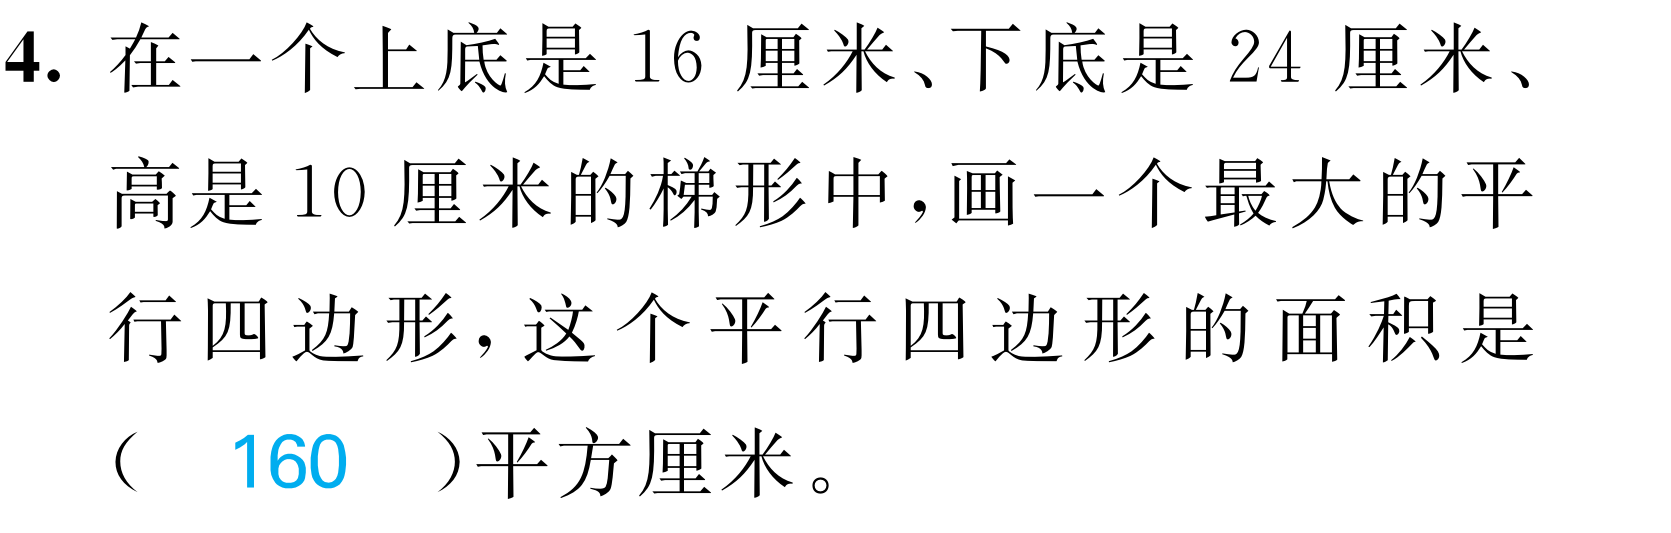 4. 在一个上底是 16 厘米、下底是 24 厘米、
高是 10 厘米的梯形中,画一个最大的平
行四边形,这个平行四边形的面积是
( 160 )平方厘米。